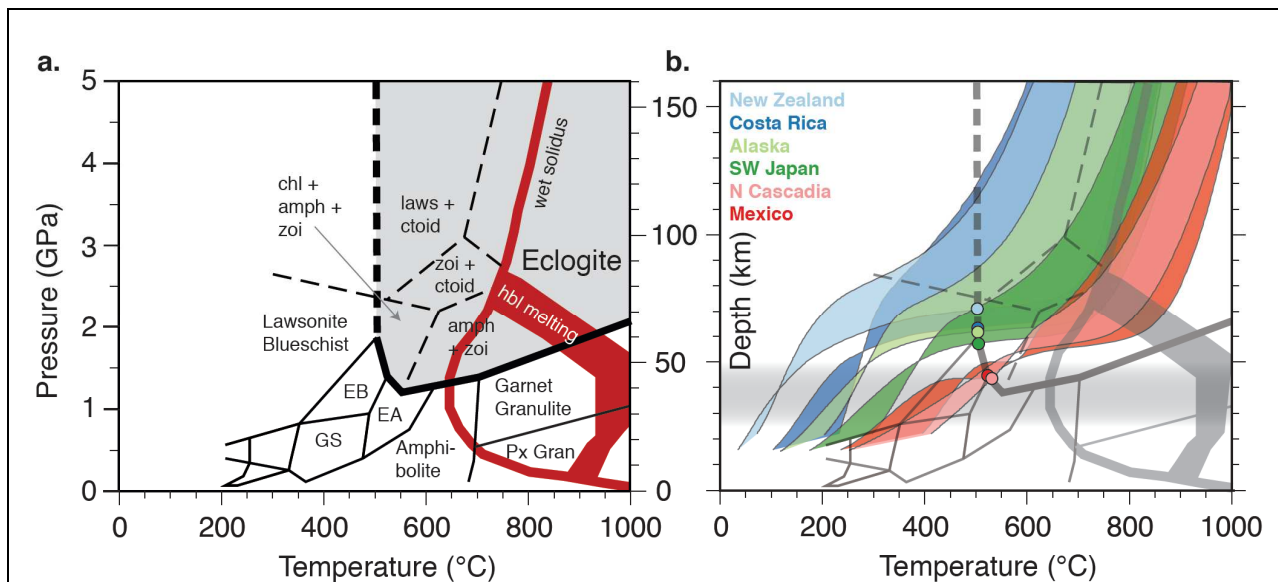 a.
5
4
3
2
1
0
Pressure (GPa)
chl +
amph +
zoi
laws +
ctoid
zoi +
ctoid
Eclogite
wet solidus
hbl melting
Lawsonite
Blueschist
amph
+ zoi
EB
EA
GS
Amphi-
bolite
Garnet
Granulite
Px Gran
0 200 400 600 800 1000
Temperature (°C)
b.
150
100
50
0
Depth (km)
New Zealand
Costa Rica
Alaska
SW Japan
N Cascadia
Mexico
0 200 400 600 800 1000
Temperature (°C)